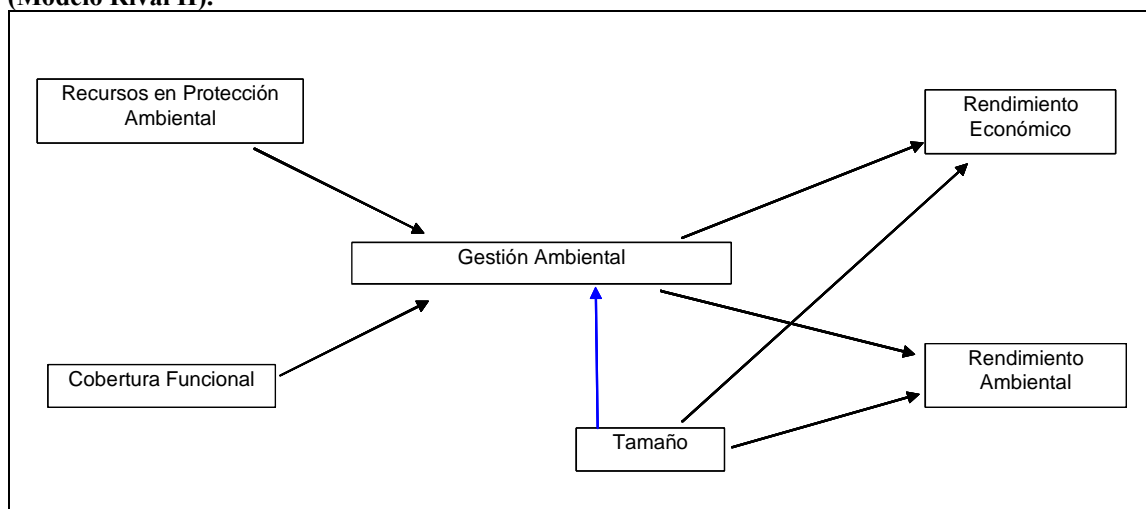 (Modelo Rival II).
Recursos en Protección
Ambiental
Rendimiento
Económico
Gestión Ambiental
Cobertura Funcional
Rendimiento
Ambiental
Tamaño